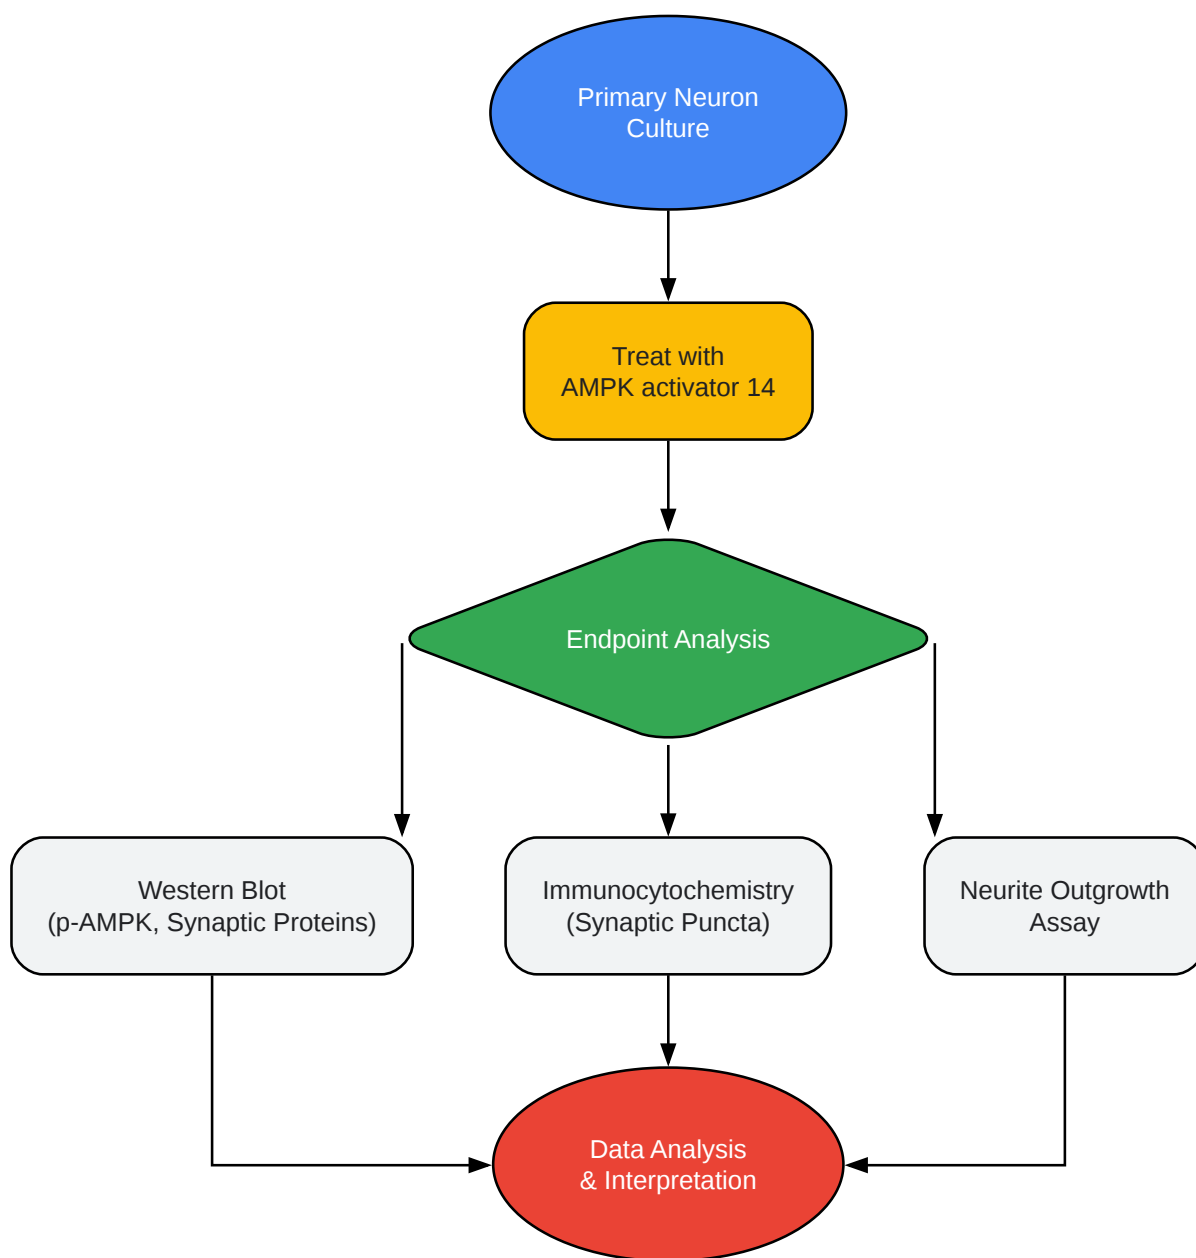 Primary Neuron
Culture
Treat with
AMPK activator 14
Endpoint Analysis
Western Blot
(p-AMPK, Synaptic Proteins)
Immunocytochemistry
(Synaptic Puncta)
Neurite Outgrowth
Assay
Data Analysis
& Interpretation